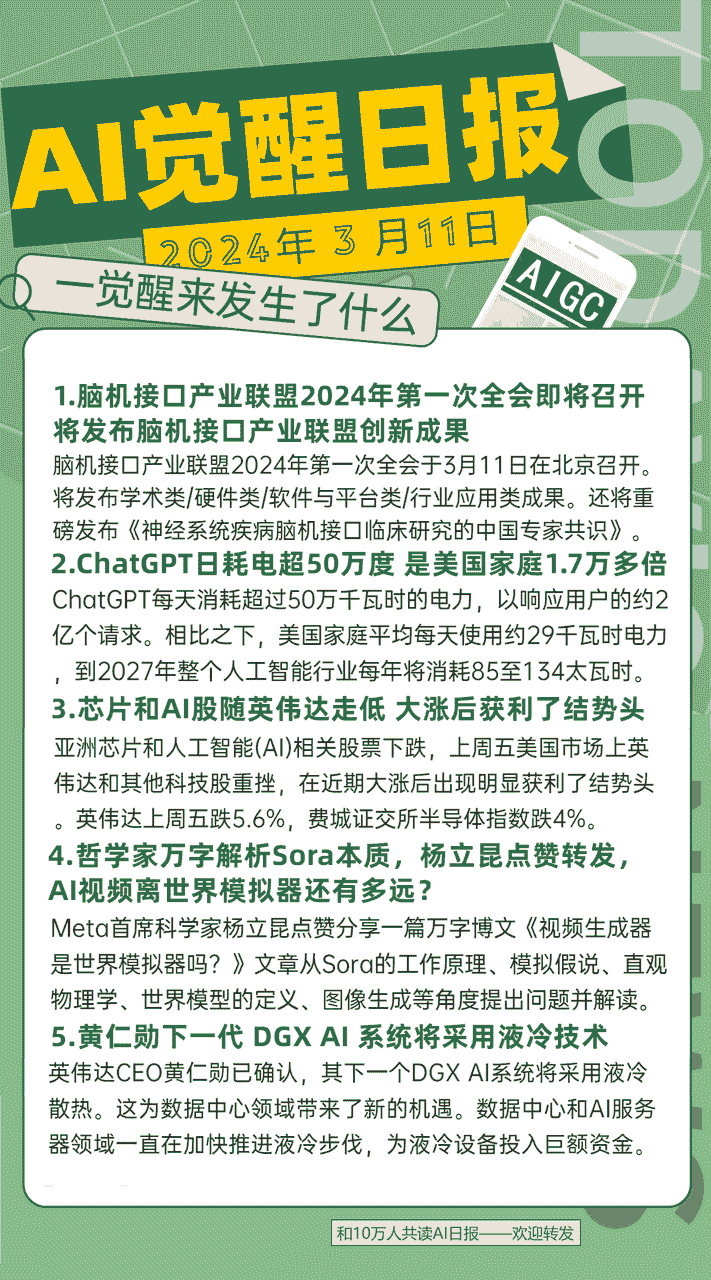 AI觉醒日报
2024年 3 月11日
一觉醒来发生了什么
AIGC
1.脑机接口产业联盟2024年第一次全会即将召开
将发布脑机接口产业联盟创新成果
脑机接口产业联盟2024年第一次全会于3月11日在北京召开。
将发布学术类/硬件类/软件与平台类/行业应用类成果。还将重
磅发布《神经系统疾病脑机接口临床研究的中国专家共识》。
2.ChatGPT日耗电超50万度 是美国家庭1.7万多倍
ChatGPT每天消耗超过50万千瓦时的电力，以响应用户的约2
亿个请求。相比之下，美国家庭平均每天使用约29千瓦时电力
，到2027年整个人工智能行业每年将消耗85至134太瓦时。
3.芯片和AI股随英伟达走低 大涨后获利了结势头
亚洲芯片和人工智能(AI)相关股票下跌，上周五美国市场上英
伟达和其他科技股重挫，在近期大涨后出现明显获利了结势头
。英伟达上周五跌5.6%，费城证交所半导体指数跌4%。
4.哲学家万字解析Sora本质，杨立昆点赞转发，
AI视频离世界模拟器还有多远？
Meta首席科学家杨立昆点赞分享一篇万字博文《视频生成器
是世界模拟器吗？》文章从Sora的工作原理、模拟假说、直观
物理学、世界模型的定义、图像生成等角度提出问题并解读。
5.黄仁勋下一代 DGX AI 系统将采用液冷技术
英伟达CEO黄仁勋已确认，其下一个DGX AI系统将采用液冷
散热。这为数据中心领域带来了新的机遇。数据中心和AI服务
器领域一直在加快推进液冷步伐，为液冷设备投入巨额资金。
和10万人共读AI日报——欢迎转发